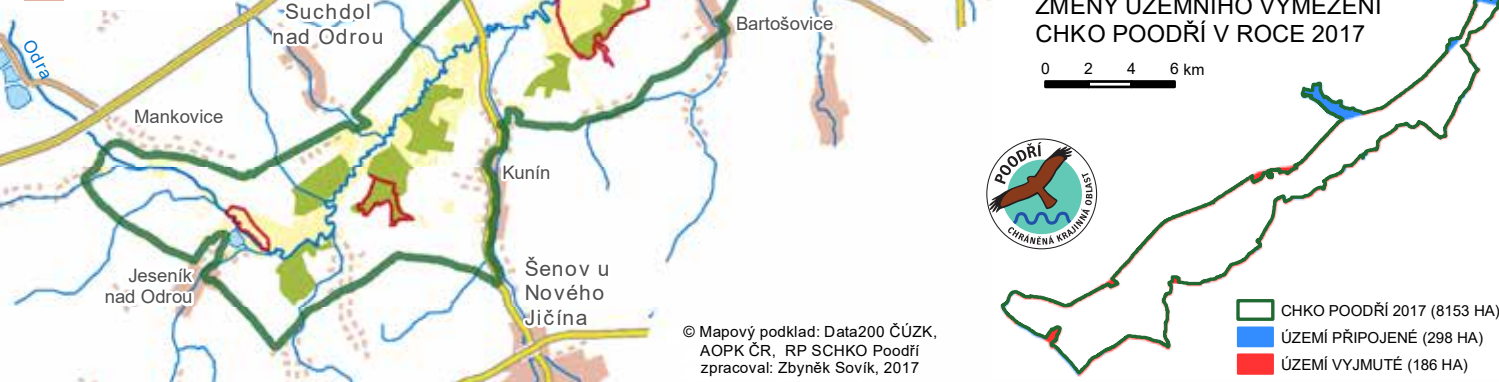 Suchdol
nad Odrou
Bartošovice
Odra
Mankovice
Kunín
Jeseník
nad Odrou
Šenov u
Nového
Jičína
© Mapový podklad: Data200 ČÚZK,
AOPK ČR, RP SCHKO Poodří
zpracoval: Zbyněk Sovík, 2017
ZMĚNY ÚZEMNÍHO VYMEZENÍ
CHKO POODŘÍ V ROCE 2017
0 2 4 6 km
POODŘÍ
CHRÁNĚNÁ KRAJINNÁ OBLAST
CHKO POODŘÍ 2017 (8153 HA)
ÚZEMÍ PŘIPOJENÉ (298 HA)
ÚZEMÍ VYJMUTÉ (186 HA)